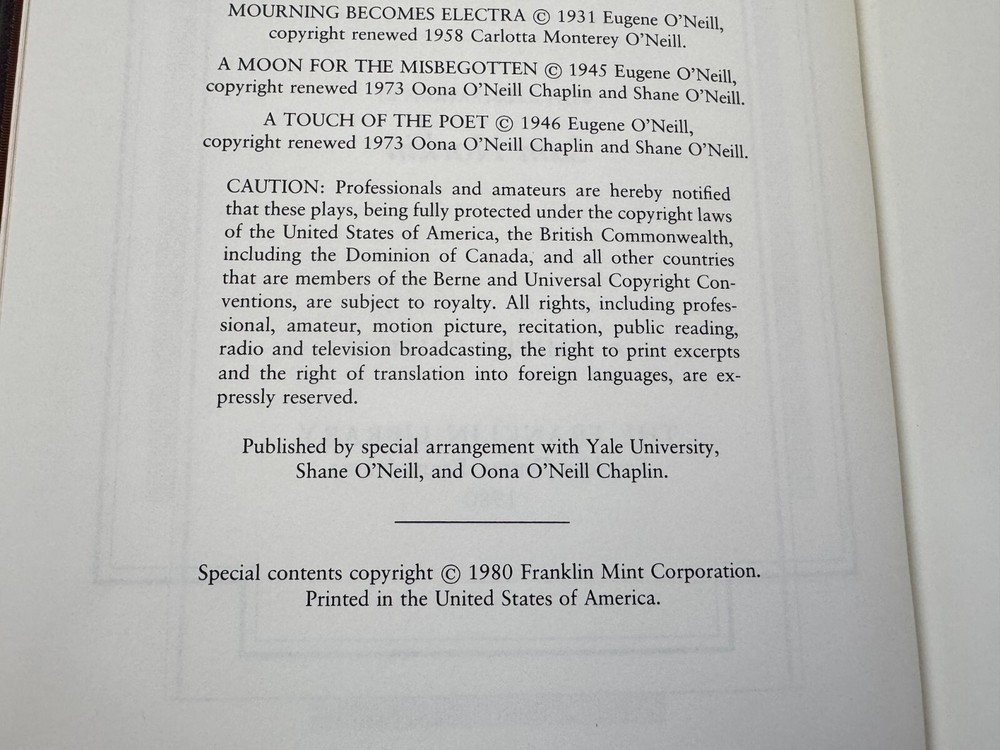 MOURNING BECOMES ELECTRA © 1931 Eugene O'Neill,
copyright renewed 1958 Carlotta Monterey O'Neill.
A MOON FOR THE MISBEGOTTEN © 1945 Eugene O'Neill,
copyright renewed 1973 Oona O'Neill Chaplin and Shane O'Neill.
A TOUCH OF THE POET © 1946 Eugene O'Neill,
copyright renewed 1973 Oona O'Neill Chaplin and Shane O'Neill.
CAUTION: Professionals and amateurs are hereby notified
that these plays, being fully protected under the copyright laws
of the United States of America, the British Commonwealth,
including the Dominion of Canada, and all other countries
that are members of the Berne and Universal Copyright Con-
ventions, are subject to royalty. All rights, including profes-
sional, amateur, motion picture, recitation, public reading,
radio and television broadcasting, the right to print excerpts
and the right of translation into foreign languages, are ex-
pressly reserved.
Published by special arrangement with Yale University,
Shane O'Neill, and Oona O'Neill Chaplin.
Special contents copyright © 1980 Franklin Mint Corporation.
Printed in the United States of America.